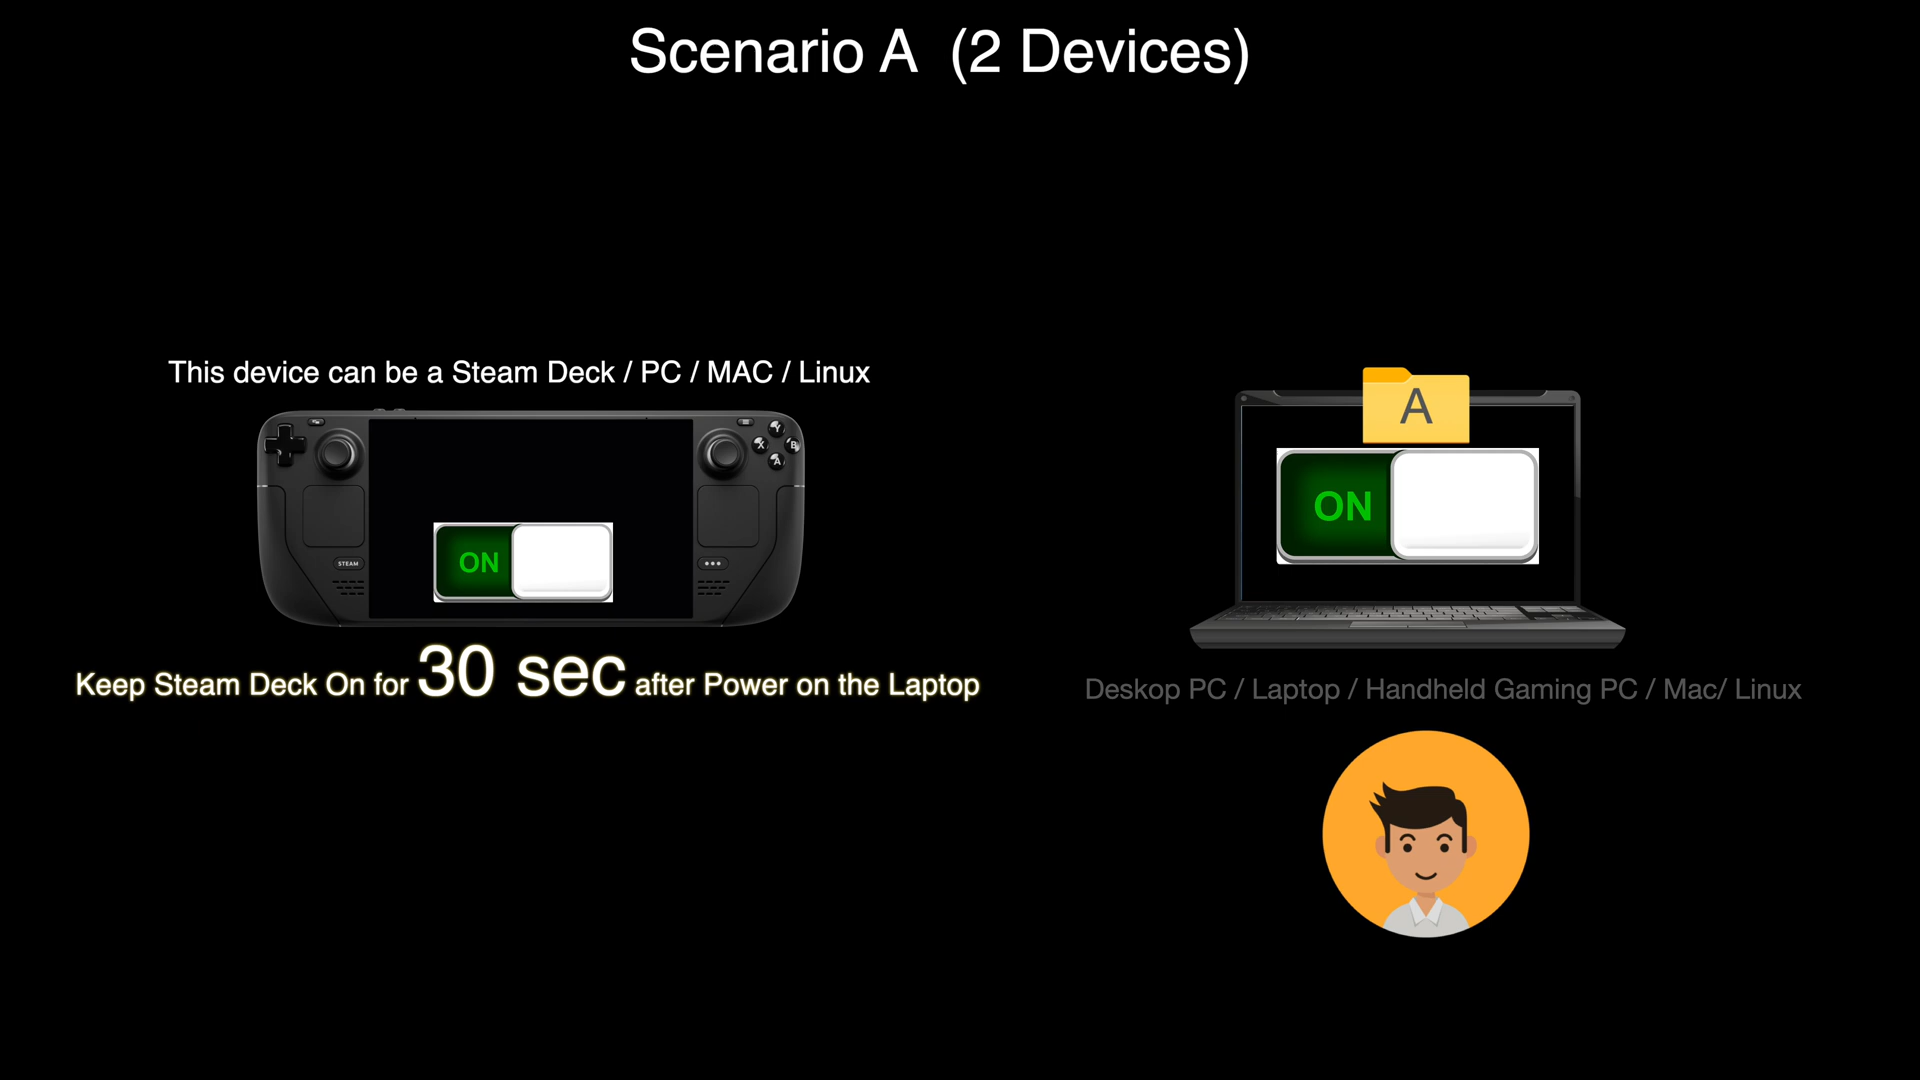 Scenario A (2 Devices)
This device can be a Steam Deck / PC / MAC / Linux
A
Y
X
B
A
ON
ON
STEAM
Keep Steam Deck On for 30 sec after Power on the Laptop
Deskop PC / Laptop / Handheld Gaming PC / Mac/ Linux